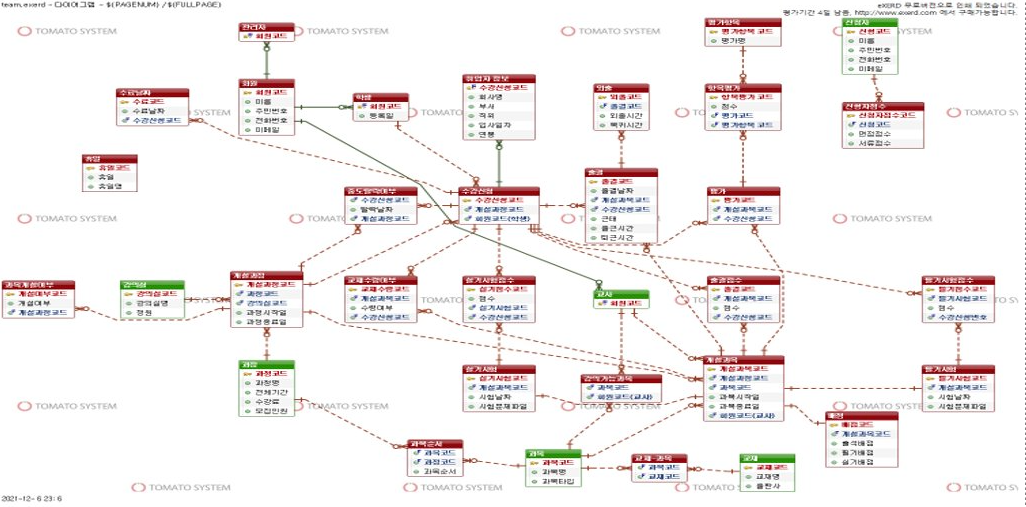 team.exerd - 다이어그램 - $(PAGENUM) /$(FULLPAGE)
eXERD 무료버전으로 인쇄 되었습니다.
평가기간 4일 남음, http://www.exerd.com 에서 구매가능합니다.
TOMATO SYSTEM
관리자
회원코드
평가항목
평가항목 코드
평가명
신청자
신청코드
이름
주민번호
전화번호
이메일
수료날짜
수료코드
수료날짜
수강신청코드
회원
회원코드
이름
주민번호
전화번호
이메일
학생
회원코드
등록일
취업자 정보
수강신청코드
회사명
부서
직위
입사일자
연봉
외출
외출코드
출결코드
외출시간
복귀시간
항목평가
항목평가 코드
점수
평가코드
평가항목 코드
신청자점수
신청자점수코드
신청코드
면접점수
서류점수
휴일
휴일코드
휴일
휴일명
중도탈락여부
수강신청코드
탈락날짜
개설과정코드
수강신청
수강신청코드
개설과정코드
회원코드(학생)
출결
출결코드
출결날짜
개설과목코드
수강신청코드
근태
출근시간
퇴근시간
평가
평가코드
개설과목코드
수강신청코드
과목개설여부
개설여부코드
개설여부
개설과정코드
강의실
강의실코드
강의실명
정원
개설과정
개설과정코드
과정코드
강의실코드
과정시작일
과정종료일
교재수령여부
교재수령코드
개설과목코드
수령여부
수강신청코드
실기시험점수
실기점수코드
점수
실기시험코드
수강신청코드
교사
회원코드
출결점수
출결코드
개설과목코드
점수
수강신청코드
필기시험점수
필기점수코드
필기시험코드
점수
수강신청번호
과정
과정코드
과정명
전체기간
수강료
모집인원
실기시험
실기시험코드
개설과목코드
시험날짜
시험문제파일
강의가능과목
과목코드
회원코드(교사)
개설과목
개설과목코드
개설과정코드
과목코드
과목시작일
과목종료일
회원코드(교사)
필기시험
필기시험코드
개설과목코드
시험날짜
시험문제파일
배점
배점코드
개설과목코드
출석배점
필기배점
실기배점
과목순서
과목코드
과정코드
과목순서
과목
과목코드
과목명
과목타입
교재-과목
과목코드
교재코드
교재
교재코드
교재명
출판사
2021-12- 6 23: 6